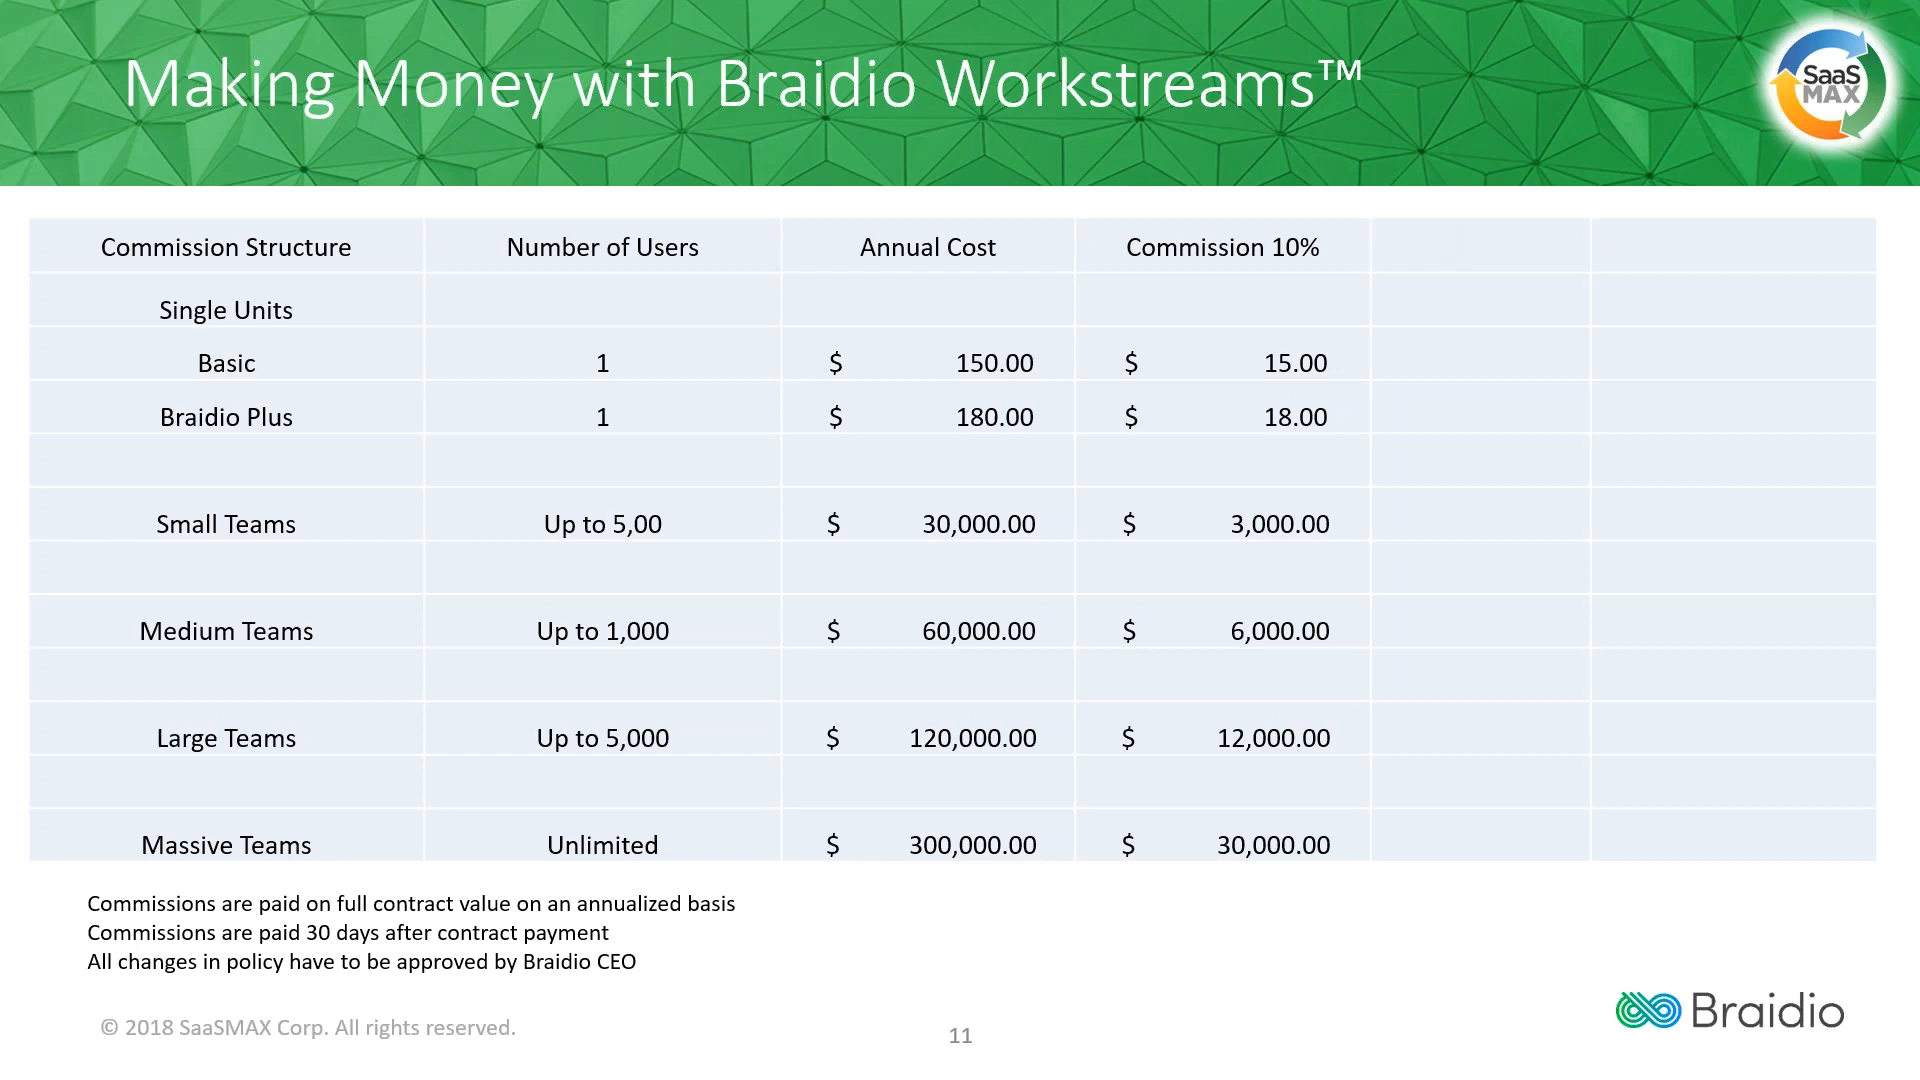 Making Money with Braidio Workstreams™
SaaS
MAX
Commission Structure Number of Users Annual Cost Commission 10%
Single Units
Basic 1 $ 150.00 $ 15.00
Braidio Plus 1 $ 180.00 $ 18.00
Small Teams Up to 5,00 $ 30,000.00 $ 3,000.00
Medium Teams Up to 1,000 $ 60,000.00 $ 6,000.00
Large Teams Up to 5,000 $ 120,000.00 $ 12,000.00
Massive Teams Unlimited $ 300,000.00 $ 30,000.00
Commissions are paid on full contract value on an annualized basis
Commissions are paid 30 days after contract payment
All changes in policy have to be approved by Braidio CEO
© 2018 SaaSMAX Corp. All rights reserved.
11
Braidio